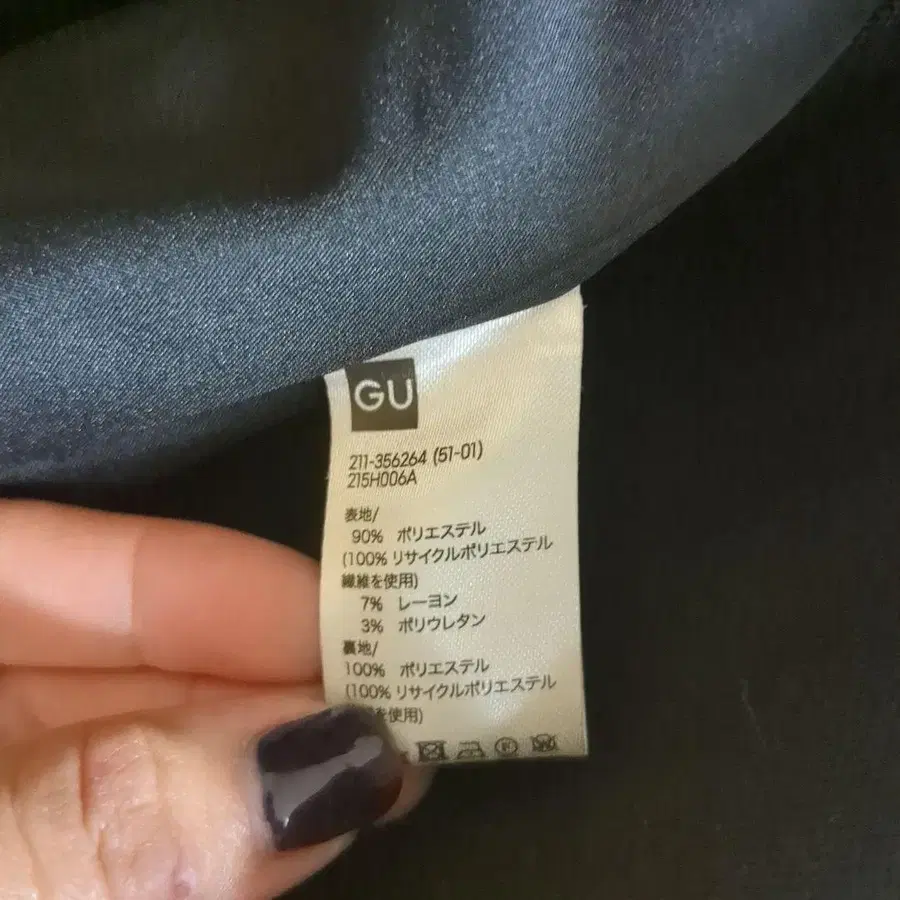 GU
211-356264 (51-01)
215H006A
表地/
90% ポリエステル
(100% リサイクルポリエステル
繊維を使用)
7% レーヨン
3% ポリウレタン
裏地/
100% ポリエステル
(100% リサイクルポリエステル
を使用)